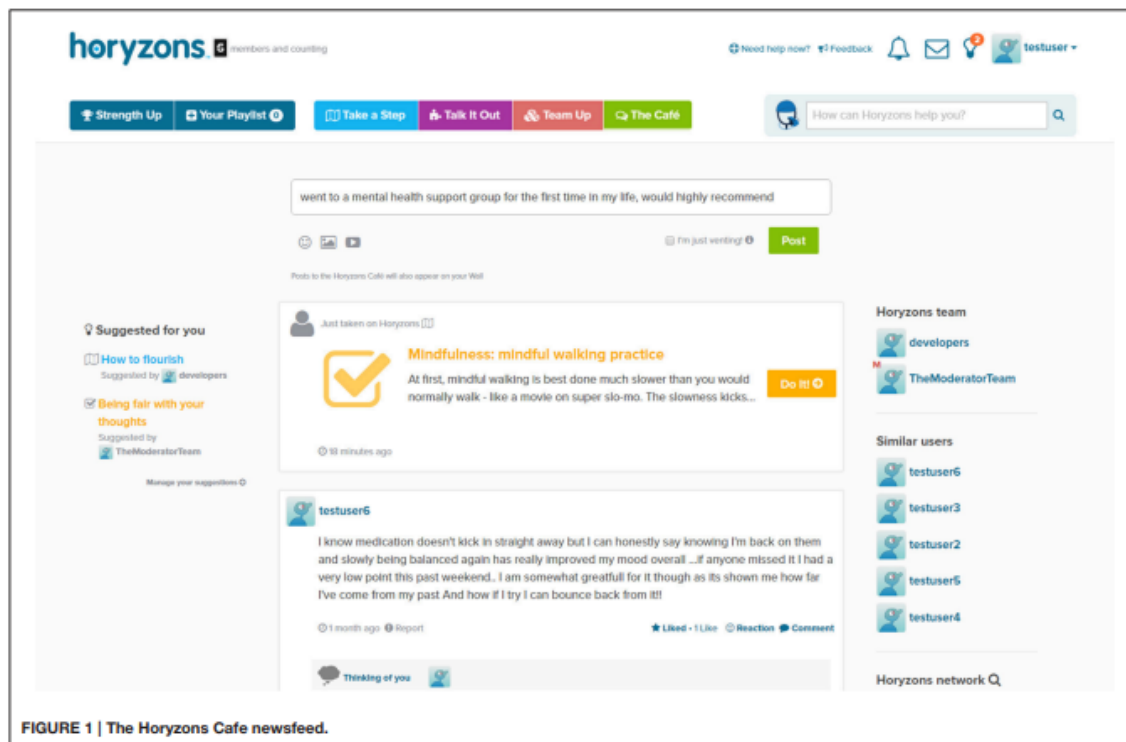 horyzons. G members and counting
Need help now? Feedback
2
testuser
Strength Up
Your Playlist 0
Take a Step
Talk It Out
Team Up
The Café
How can Horyzons help you?
went to a mental health support group for the first time in my life, would highly recommend
I'm just venting!
Post
Posts to the Horyzons Café will also appear on your Wall
Suggested for you
How to flourish
Suggested by developers
Being fair with your
thoughts
Suggested by
TheModeratorTeam
Manage your suggestions
Just taken on Horyzons
Mindfulness: mindful walking practice
At first, mindful walking is best done much slower than you would
normally walk - like a movie on super slo-mo. The slowness kicks...
Do It!
18 minutes ago
testuser6
I know medication doesn't kick in straight away but I can honestly say knowing I'm back on them
and slowly being balanced again has really improved my mood overall ...if anyone missed it I had a
very low point this past weekend.. I am somewhat greatfull for it though as its shown me how far
I've come from my past And how if I try I can bounce back from it!!
1 month ago Report
Liked - 1 Like Reaction Comment
Thinking of you
Horyzons team
developers
M
TheModeratorTeam
Similar users
testuser6
testuser3
testuser2
testuser5
testuser4
Horyzons network
FIGURE 1 | The Horyzons Cafe newsfeed.